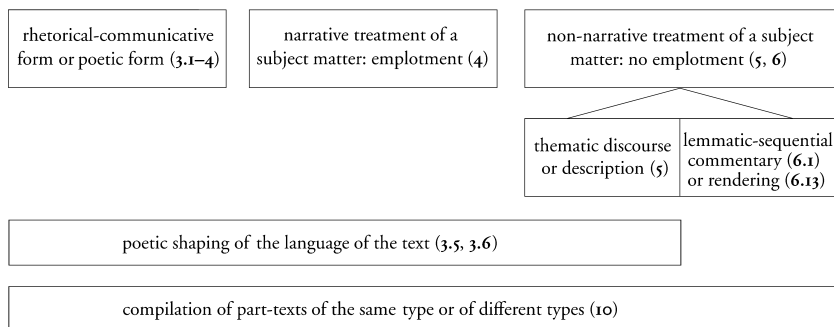 rhetorical-communicative
form or poetic form (3.1–4)
narrative treatment of a
subject matter: emplotment (4)
non-narrative treatment of a subject
matter: no emplotment (5, 6)
thematic discourse
or description (5)
lemmatic-sequential
commentary (6.1)
or rendering (6.13)
poetic shaping of the language of the text (3.5, 3.6)
compilation of part-texts of the same type or of different types (10)